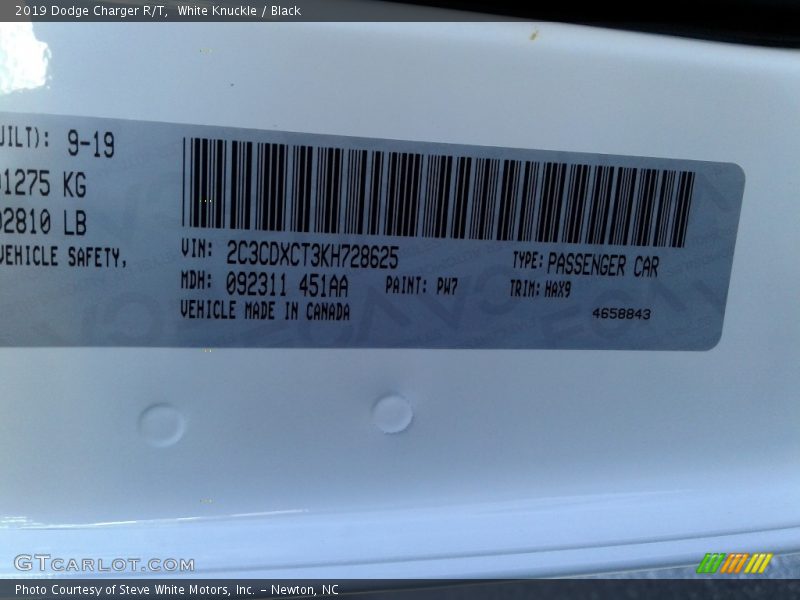 2019 Dodge Charger R/T, White Knuckle / Black
9-19
1275 KG
2810 LB
VEHICLE SAFETY.
VIN: 2C3CDXCT3KH728625
TYPE: PASSENGER CAR
MDH: 092311 451AA
PAINT: PW7
TRIM: HAX9
VEHICLE MADE IN CANADA
4658843
GTCARLOT.COM
Photo Courtesy of Steve White Motors, Inc. – Newton, NC